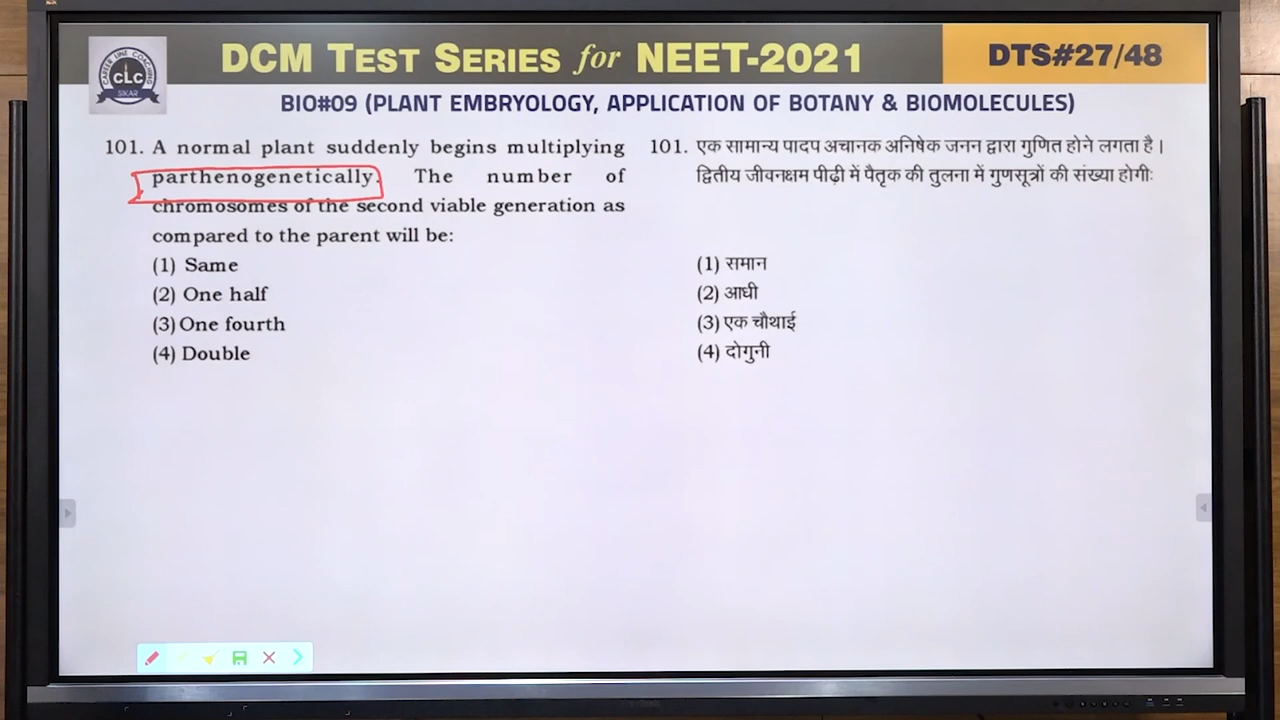 DCM TEST SERIES for NEET-2021
DTS#27/48
CAREER LINE COACHING
CLC
SIKAR
BIO#09 (PLANT EMBRYOLOGY, APPLICATION OF BOTANY & BIOMOLECULES)
101. A normal plant suddenly begins multiplying
parthenogenetically. The number of
chromosomes of the second viable generation as
compared to the parent will be:
(1) Same
(2) One half
(3) One fourth
(4) Double
101. एक सामान्य पादप अचानक अनिषेक जनन द्वारा गुणित होने लगता है।
द्वितीय जीवनक्षम पीढ़ी में पैतृक की तुलना में गुणसूत्रों की संख्या होगीः
(1) समान
(2) आधी
(3) एक चौथाई
(4) दोगुनी